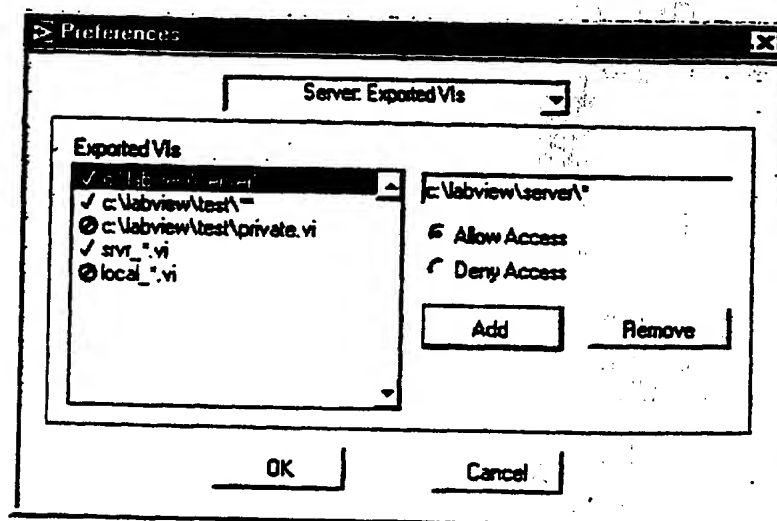 Preferences
Server: Exported VIs
Exported VIs
c:\labview\server\*
✓ c:\labview\test\**
c:\labview\test\private.vi
✓ srvr_*.vi
local_*.vi
Allow Access
Deny Access
Add
Remove
OK
Cancel